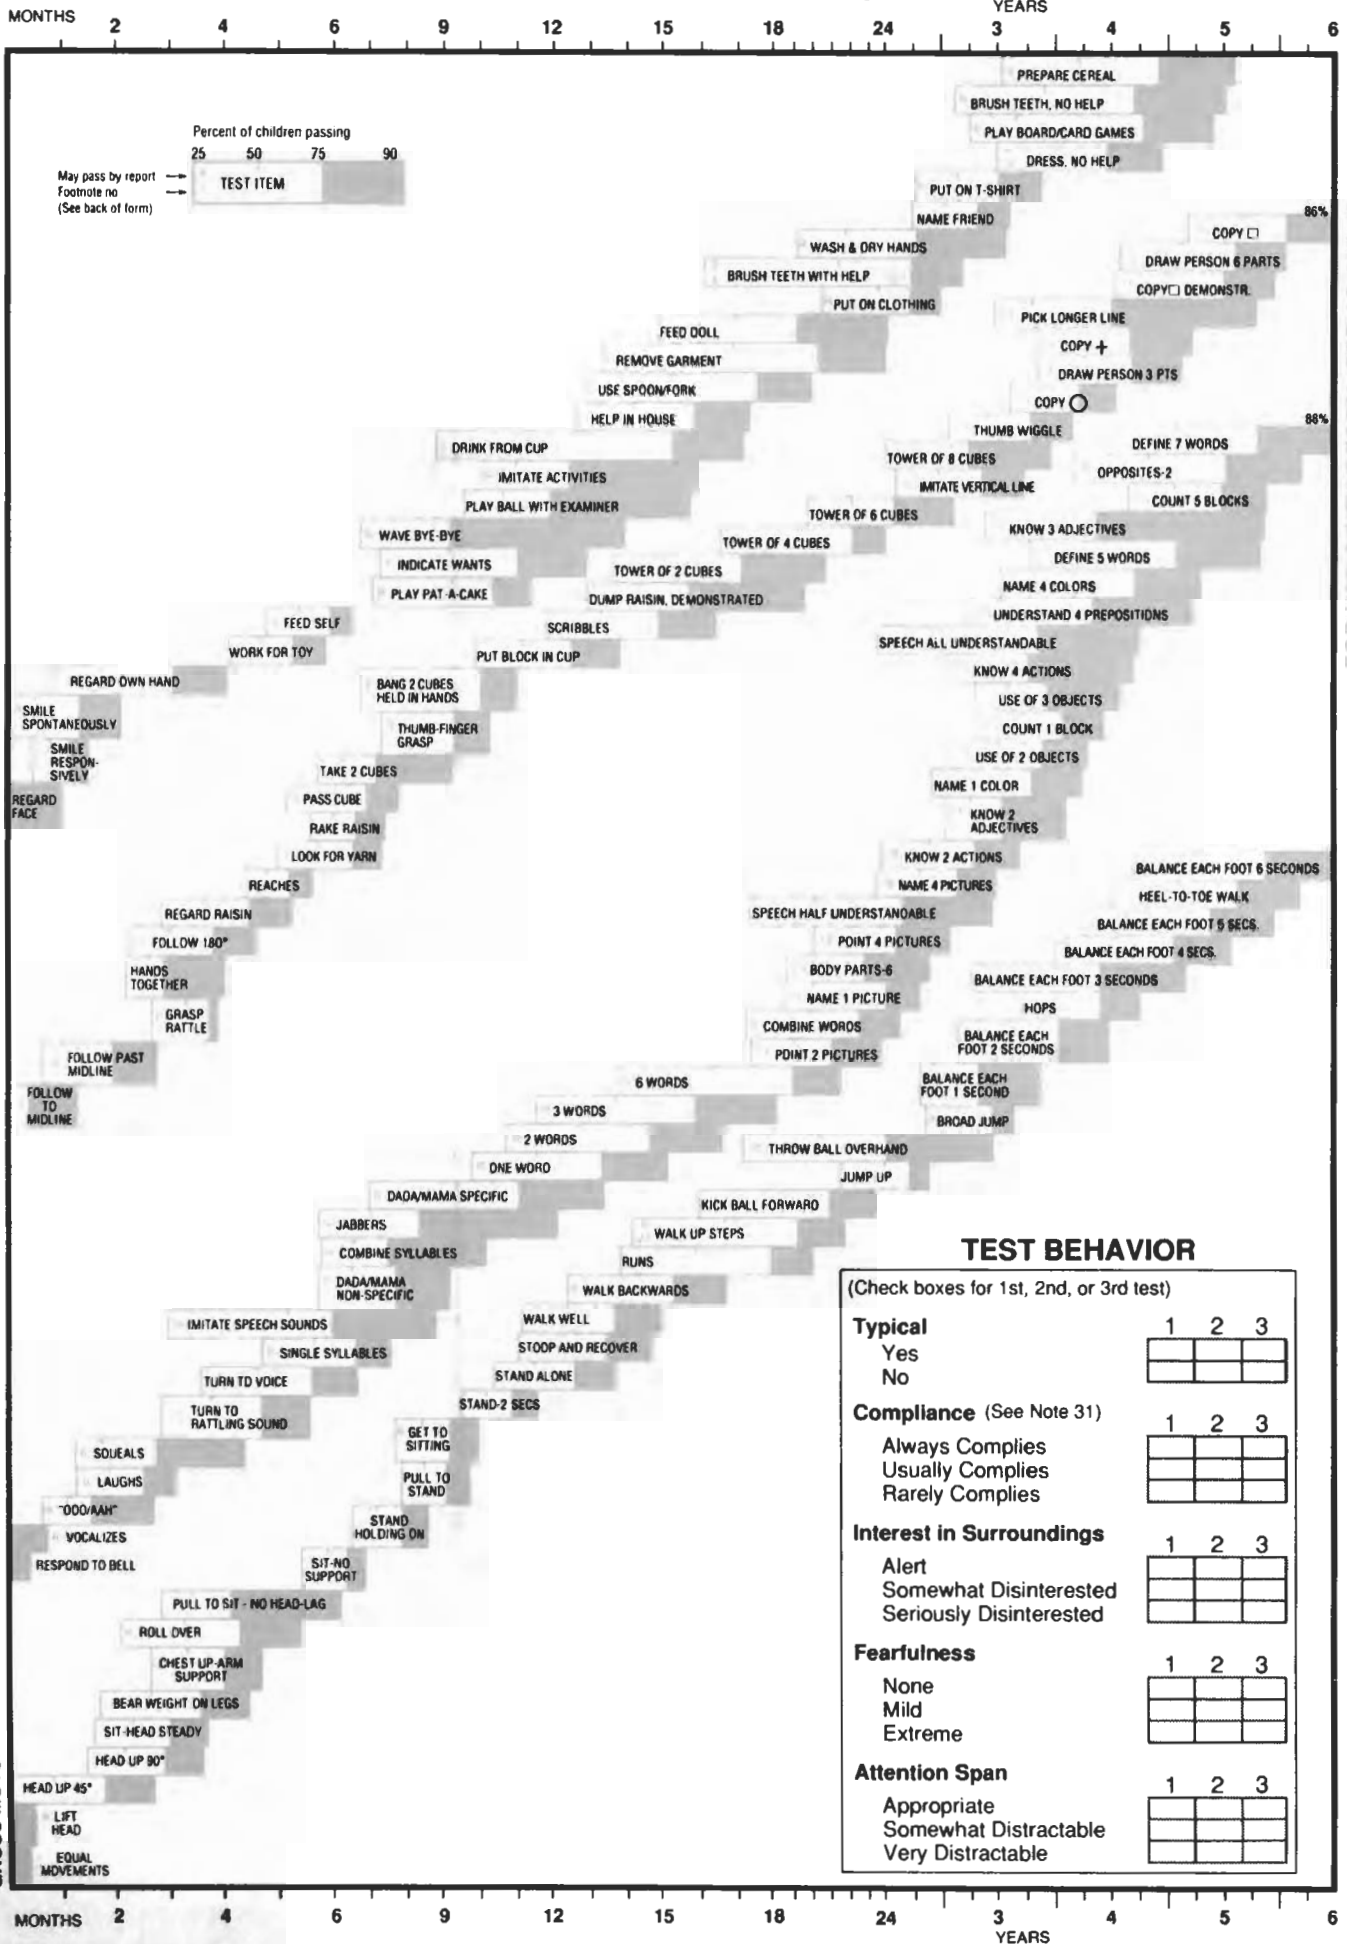 MONTHS
YEARS
2 4 6 9 12 15 18 24 3 4 5 6
PREPARE CEREAL
BRUSH TEETH, NO HELP
Percent of children passing
PLAY BOARD/CARD GAMES
25 50 75 90
DRESS, NO HELP
May pass by report
TEST ITEM
Footnote no
(See back of form)
PUT ON T-SHIRT
86%
NAME FRIEND
COPY □
WASH & DRY HANDS
DRAW PERSON 6 PARTS
BRUSH TEETH WITH HELP
COPY □ DEMONSTR.
PUT ON CLOTHING
PICK LONGER LINE
FEED DOLL
COPY +
REMOVE GARMENT
DRAW PERSON 3 PTS
USE SPOON/FORK
COPY ○
HELP IN HOUSE
88%
THUMB WIGGLE
DEFINE 7 WORDS
DRINK FROM CUP
TOWER OF 8 CUBES
OPPOSITES-2
IMITATE ACTIVITIES
IMITATE VERTICAL LINE
COUNT 5 BLOCKS
PLAY BALL WITH EXAMINER
TOWER OF 6 CUBES
KNOW 3 ADJECTIVES
WAVE BYE-BYE
TOWER OF 4 CUBES
DEFINE 5 WORDS
INDICATE WANTS
TOWER OF 2 CUBES
NAME 4 COLORS
PLAY PAT-A-CAKE
DUMP RAISIN, DEMONSTRATED
UNDERSTAND 4 PREPOSITIONS
FEED SELF
SCRIBBLES
SPEECH ALL UNDERSTANDABLE
WORK FOR TOY
PUT BLOCK IN CUP
KNOW 4 ACTIONS
REGARD OWN HAND
BANG 2 CUBES
HELD IN HANDS
USE OF 3 OBJECTS
SMILE
SPONTANEOUSLY
THUMB-FINGER
GRASP
COUNT 1 BLOCK
SMILE
RESPON-
SIVELY
USE OF 2 OBJECTS
TAKE 2 CUBES
NAME 1 COLOR
REGARD
FACE
PASS CUBE
KNOW 2
ADJECTIVES
RAKE RAISIN
LOOK FOR YARN
KNOW 2 ACTIONS
BALANCE EACH FOOT 6 SECONDS
REACHES
NAME 4 PICTURES
HEEL-TO-TOE WALK
REGARD RAISIN
SPEECH HALF UNDERSTANDABLE
BALANCE EACH FOOT 5 SECS.
FOLLOW 180°
POINT 4 PICTURES
BALANCE EACH FOOT 4 SECS.
HANDS
TOGETHER
BODY PARTS-6
BALANCE EACH FOOT 3 SECONDS
GRASP
RATTLE
NAME 1 PICTURE
HOPS
COMBINE WORDS
BALANCE EACH
FOOT 2 SECONDS
FOLLOW PAST
MIDLINE
POINT 2 PICTURES
FOLLOW
TO
MIDLINE
6 WORDS
BALANCE EACH
FOOT 1 SECOND
3 WORDS
BROAD JUMP
2 WORDS
THROW BALL OVERHAND
ONE WORD
JUMP UP
DADA/MAMA SPECIFIC
KICK BALL FORWARD
JABBERS
WALK UP STEPS
COMBINE SYLLABLES
RUNS
DADA/MAMA
NON-SPECIFIC
WALK BACKWARDS
IMITATE SPEECH SOUNDS
WALK WELL
SINGLE SYLLABLES
STOOP AND RECOVER
TURN TO VOICE
STAND ALONE
TURN TO
RATTLING SOUND
STAND-2 SECS
SQUEALS
GET TO
SITTING
LAUGHS
PULL TO
STAND
"OOO/AAH"
STAND
HOLDING ON
VOCALIZES
RESPOND TO BELL
SIT-NO
SUPPORT
PULL TO SIT - NO HEAD-LAG
ROLL OVER
CHEST UP-ARM
SUPPORT
BEAR WEIGHT ON LEGS
SIT-HEAD STEADY
HEAD UP 90°
HEAD UP 45°
LIFT
HEAD
EQUAL
MOVEMENTS
TEST BEHAVIOR
(Check boxes for 1st, 2nd, or 3rd test)
Typical 1 2 3
Yes
No
Compliance (See Note 31) 1 2 3
Always Complies
Usually Complies
Rarely Complies
Interest in Surroundings 1 2 3
Alert
Somewhat Disinterested
Seriously Disinterested
Fearfulness 1 2 3
None
Mild
Extreme
Attention Span 1 2 3
Appropriate
Somewhat Distractable
Very Distractable
MONTHS 2 4 6 9 12 15 18 24 3 4 5 6
YEARS